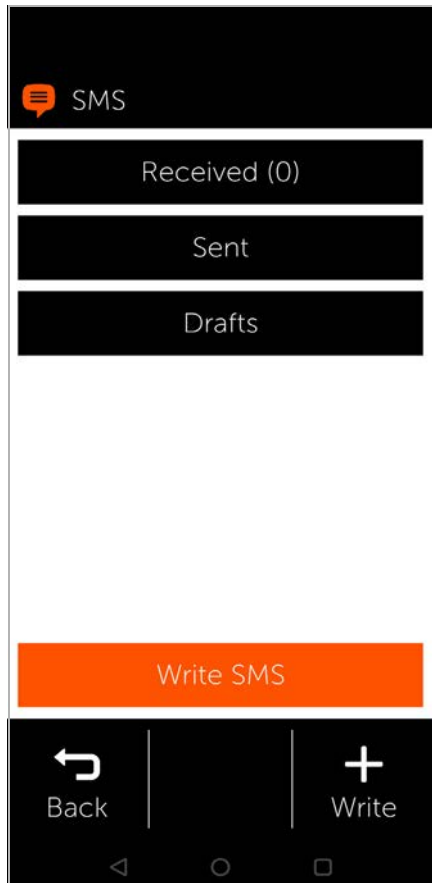 SMS
Received (0)
Sent
Drafts
Write SMS
Back
Write